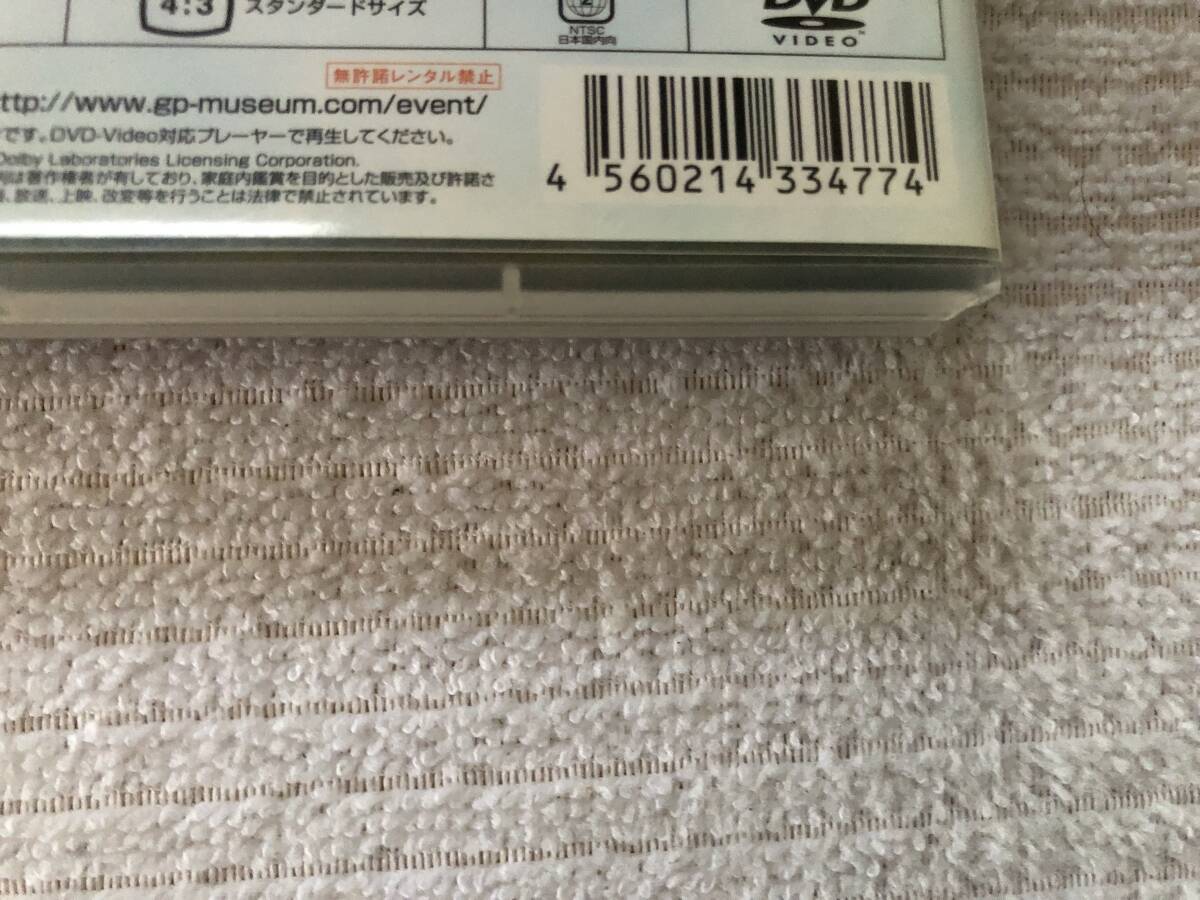 4:3
スタンダードサイズ
2
NTSC
日本国内向
DVD
VIDEO™
無許諾レンタル禁止
ttp://www.gp-museum.com/event/
です。DVD-Video対応プレーヤーで再生してください。
Dolby Laboratories Licensing Corporation.
は著作権者が有しており、家庭内鑑賞を目的とした販売及び許諾さ
、放送、上映、改変等を行うことは法律で禁止されています。
4 560214 334774